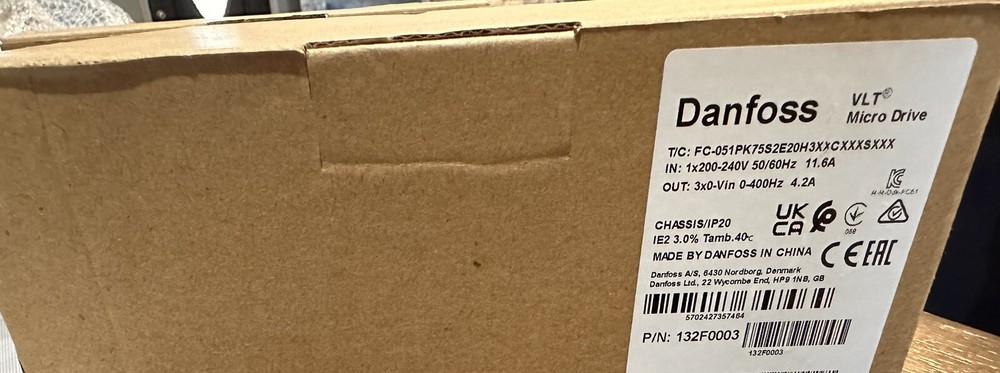 Danfoss
VLT®
Micro Drive
T/C: FC-051PK75S2E20H3XXCXXXSXXX
IN: 1x200-240V 50/60Hz 11.6A
OUT: 3x0-Vin 0-400Hz 4.2A
CHASSIS/IP20
IE2 3.0% Tamb.40°C
UK
CA
088
MADE BY DANFOSS IN CHINA
CE EAC
Danfoss A/S, 6430 Nordborg, Denmark
Danfoss Ltd., 22 Wycombe End, HP9 1NB, GB
5702427357464
P/N: 132F0003
132F0003